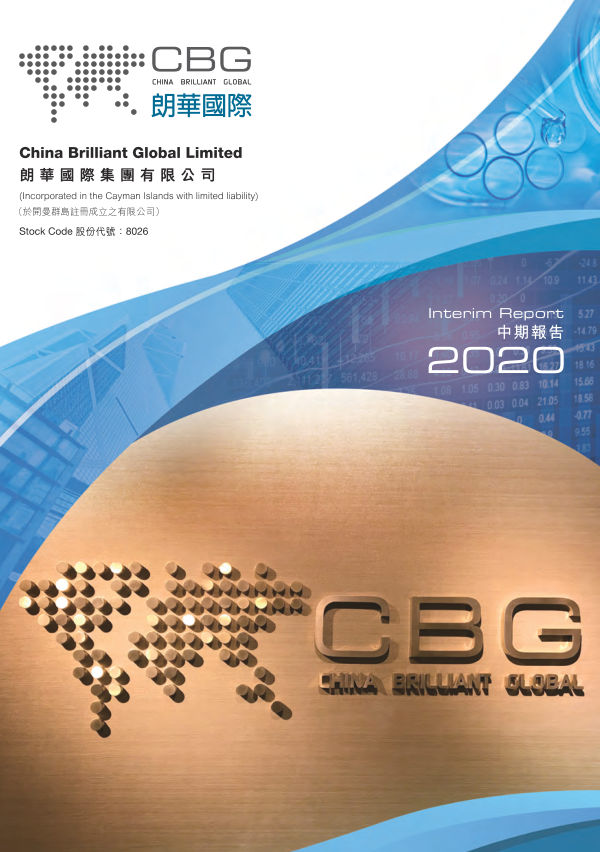 CBG
CHINA BRILLIANT GLOBAL
朗華國際
China Brilliant Global Limited
朗華國際集團有限公司
(Incorporated in the Cayman Islands with limited liability)
(於開曼群島註冊成立之有限公司)
Stock Code 股份代號：8026
Interim Report
中期報告
2020
CBG
CHINA BRILLIANT GLOBAL